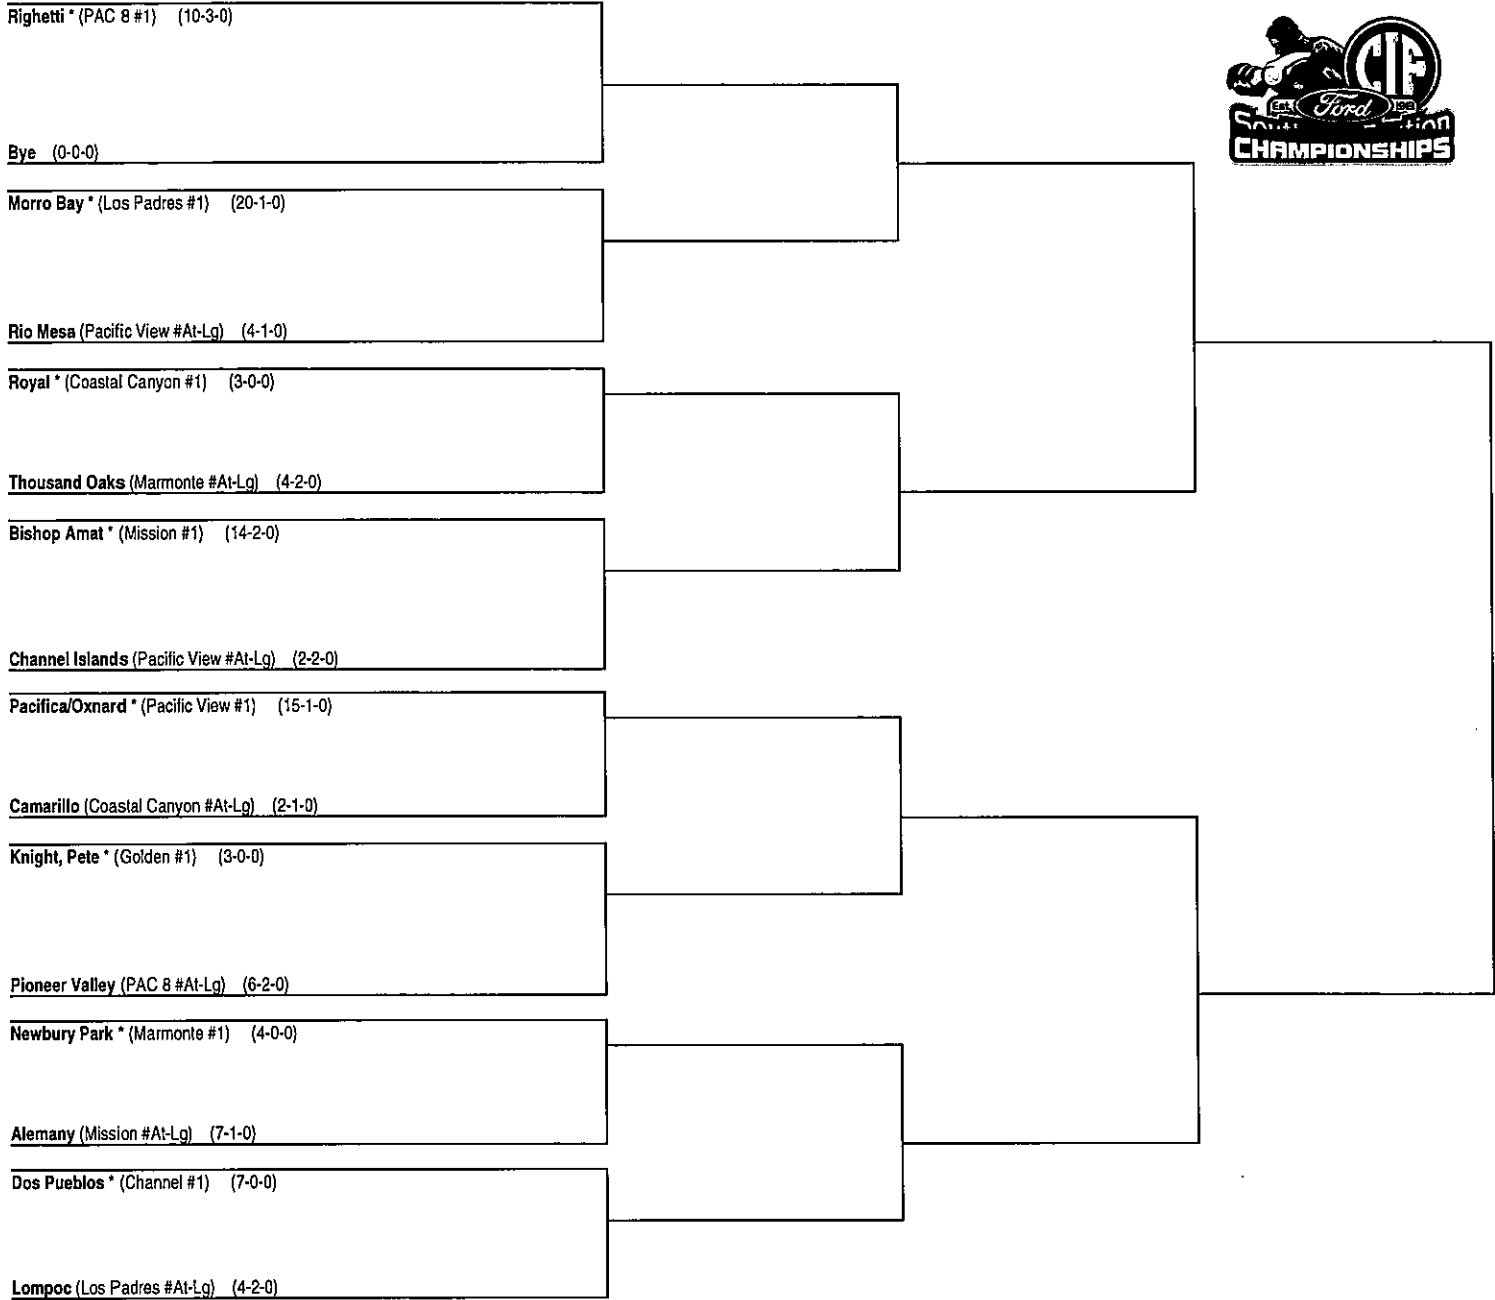 Righetti * (PAC 8 #1) (10-3-0)
CIF
Est. Ford
CHAMPIONSHIPS
Bye (0-0-0)
Morro Bay * (Los Padres #1) (20-1-0)
Rio Mesa (Pacific View #At-Lg) (4-1-0)
Royal * (Coastal Canyon #1) (3-0-0)
Thousand Oaks (Marmonte #At-Lg) (4-2-0)
Bishop Amat * (Mission #1) (14-2-0)
Channel Islands (Pacific View #At-Lg) (2-2-0)
Pacifica/Oxnard * (Pacific View #1) (15-1-0)
Camarillo (Coastal Canyon #At-Lg) (2-1-0)
Knight, Pete * (Golden #1) (3-0-0)
Pioneer Valley (PAC 8 #At-Lg) (6-2-0)
Newbury Park * (Marmonte #1) (4-0-0)
Alemany (Mission #At-Lg) (7-1-0)
Dos Pueblos * (Channel #1) (7-0-0)
Lompoc (Los Padres #At-Lg) (4-2-0)